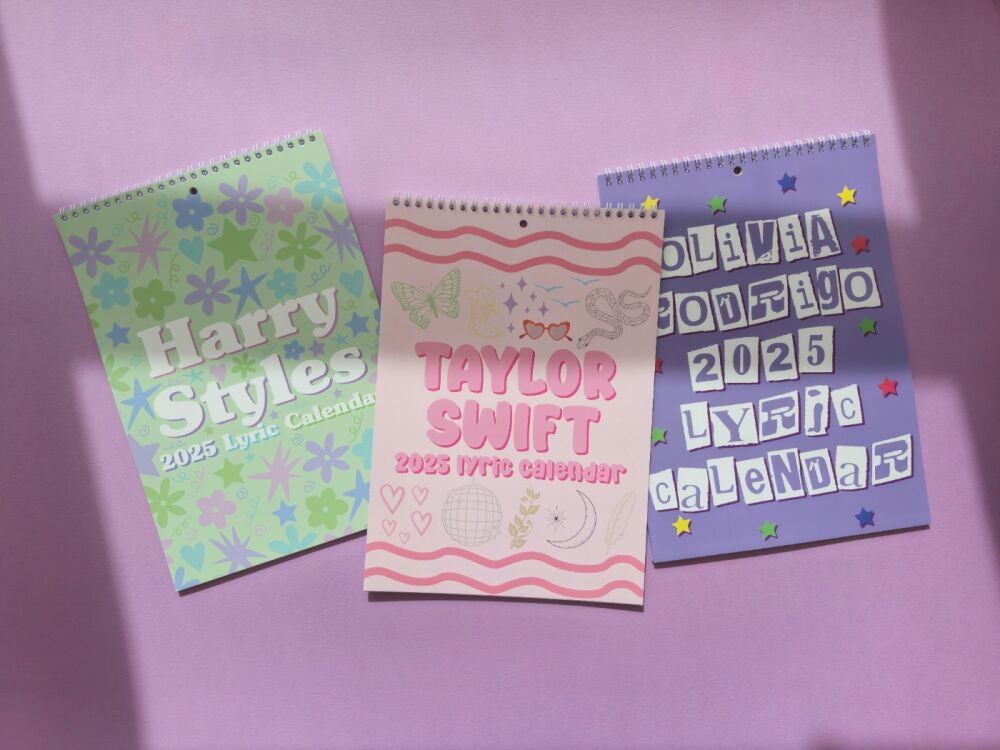 Harry
Styles
2025 Lyric Calendar
TAYLOR
SWIFT
2025 lyric calendar
OLiViA
RODRigO
2025
LYRiC
CaLeNDAR